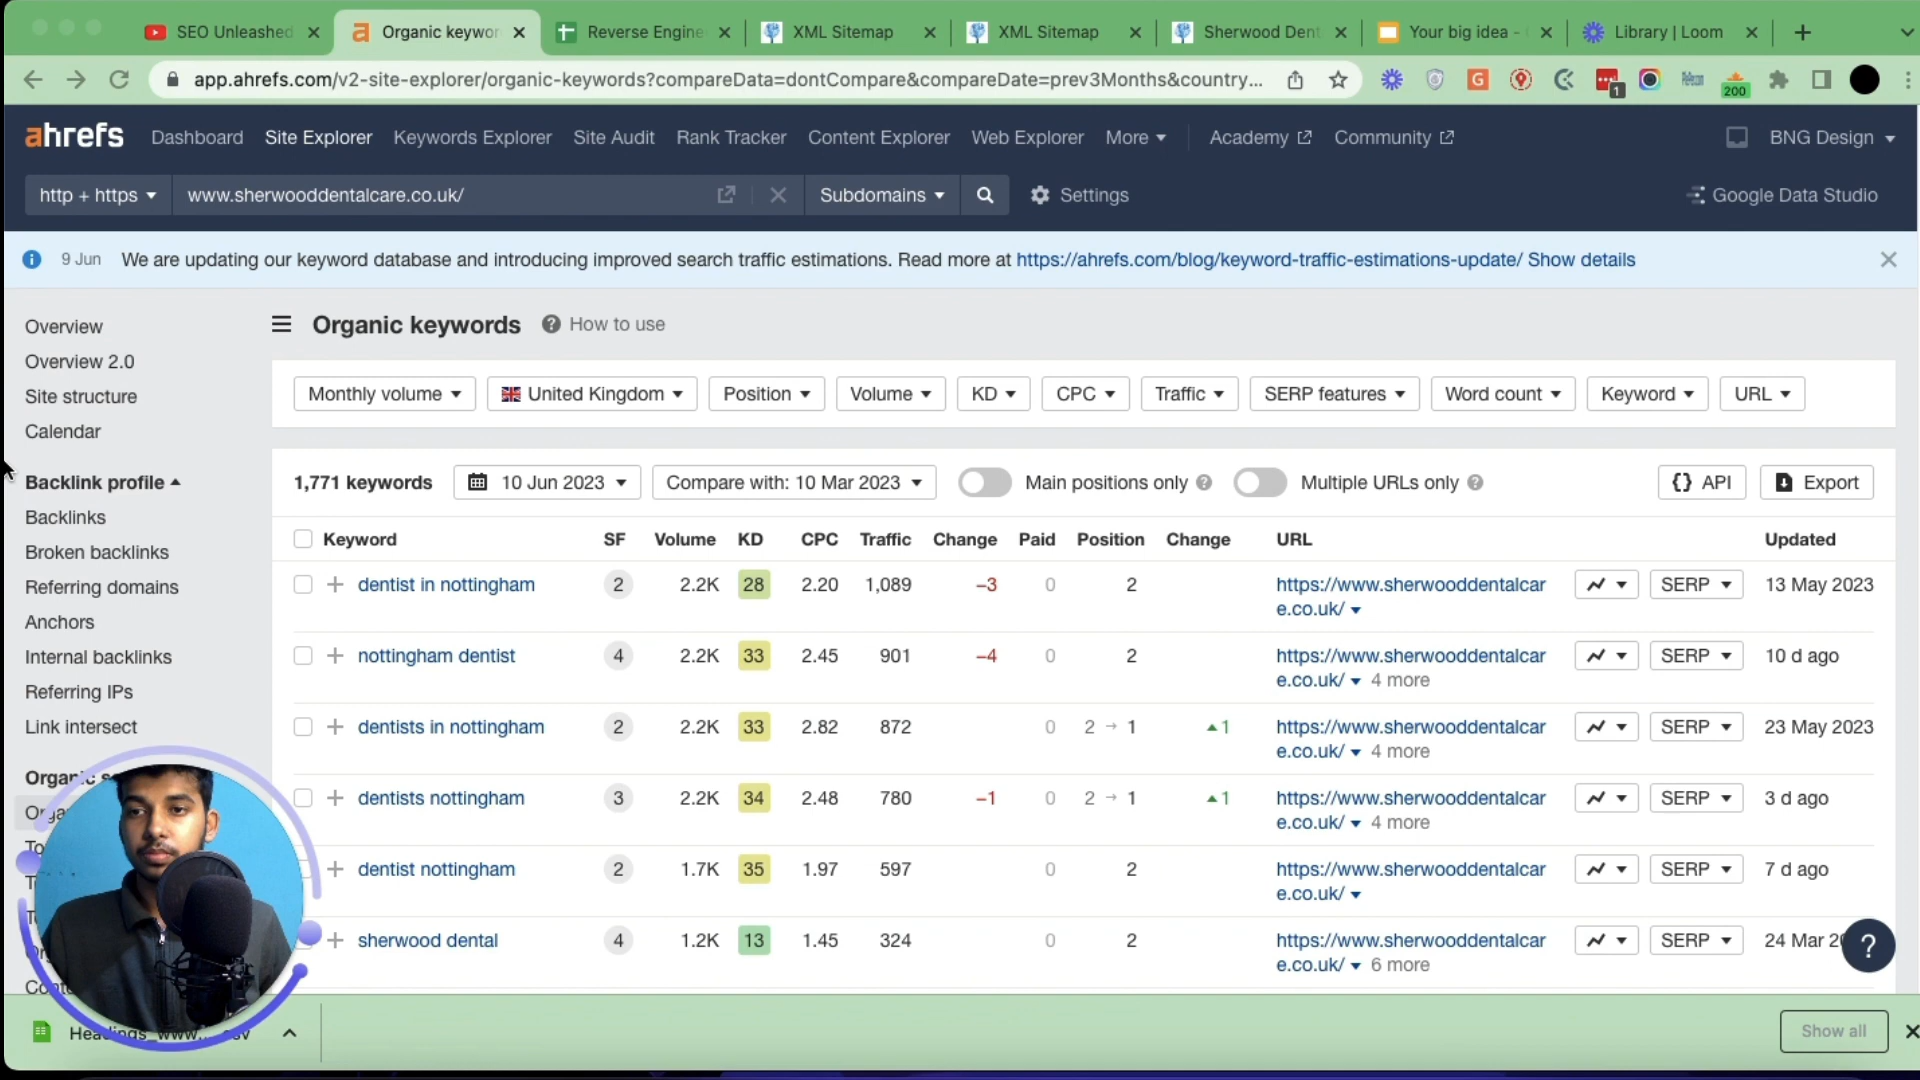 SEO Unleashed
Organic keywor
Reverse Engine
XML Sitemap
XML Sitemap
Sherwood Dent
Your big idea -
Library | Loom
app.ahrefs.com/v2-site-explorer/organic-keywords?compareData=dontCompare&compareDate=prev3Months&country...
G
1
200
ahrefs
Dashboard
Site Explorer
Keywords Explorer
Site Audit
Rank Tracker
Content Explorer
Web Explorer
More
Academy
Community
BNG Design
http + https
www.sherwooddentalcare.co.uk/
Subdomains
Settings
Google Data Studio
9 Jun We are updating our keyword database and introducing improved search traffic estimations. Read more at https://ahrefs.com/blog/keyword-traffic-estimations-update/ Show details
Overview
Overview 2.0
Site structure
Calendar
Backlink profile
Backlinks
Broken backlinks
Referring domains
Anchors
Internal backlinks
Referring IPs
Link intersect
Organic keywords ? How to use
Monthly volume
United Kingdom
Position
Volume
KD
CPC
Traffic
SERP features
Word count
Keyword
URL
1,771 keywords
10 Jun 2023
Compare with: 10 Mar 2023
Main positions only ?
Multiple URLs only ?
{} API
Export
Keyword SF Volume KD CPC Traffic Change Paid Position Change URL Updated
+ dentist in nottingham 2 2.2K 28 2.20 1,089 –3 0 2 https://www.sherwooddentalcar SERP 13 May 2023
e.co.uk/
+ nottingham dentist 4 2.2K 33 2.45 901 –4 0 2 https://www.sherwooddentalcar SERP 10 d ago
e.co.uk/ 4 more
+ dentists in nottingham 2 2.2K 33 2.82 872 0 2 → 1 ▲1 https://www.sherwooddentalcar SERP 23 May 2023
e.co.uk/ 4 more
+ dentists nottingham 3 2.2K 34 2.48 780 –1 0 2 → 1 ▲1 https://www.sherwooddentalcar SERP 3 d ago
e.co.uk/ 4 more
+ dentist nottingham 2 1.7K 35 1.97 597 0 2 https://www.sherwooddentalcar SERP 7 d ago
e.co.uk/
+ sherwood dental 4 1.2K 13 1.45 324 0 2 https://www.sherwooddentalcar SERP 24 Mar
e.co.uk/ 6 more
?
Show all